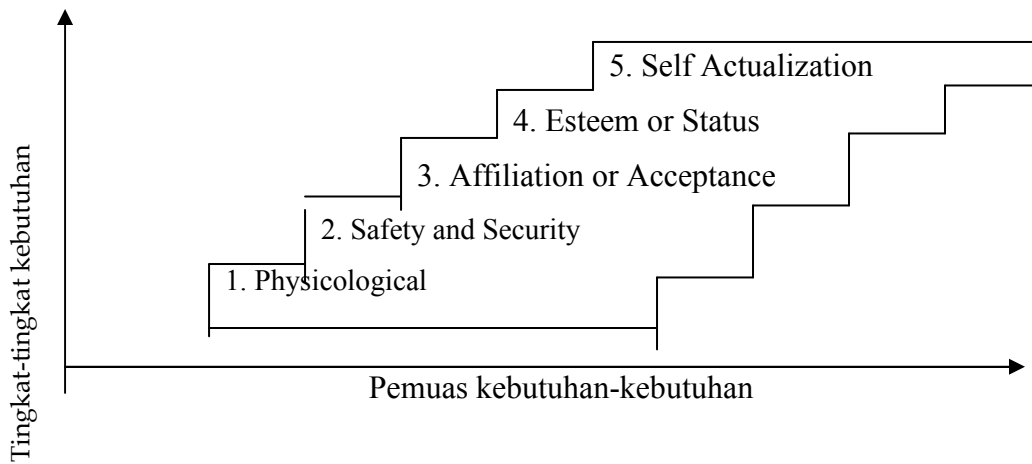 5. Self Actualization
4. Esteem or Status
3. Affiliation or Acceptance
2. Safety and Security
1. Physicological
Tingkat-tingkat kebutuhan
Pemuas kebutuhan-kebutuhan